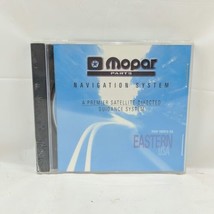 Mopar
PARTS
NAVIGATION SYSTEM
A PREMIER SATELLITE DIRECTED
GUIDANCE SYSTEM
EASTERN